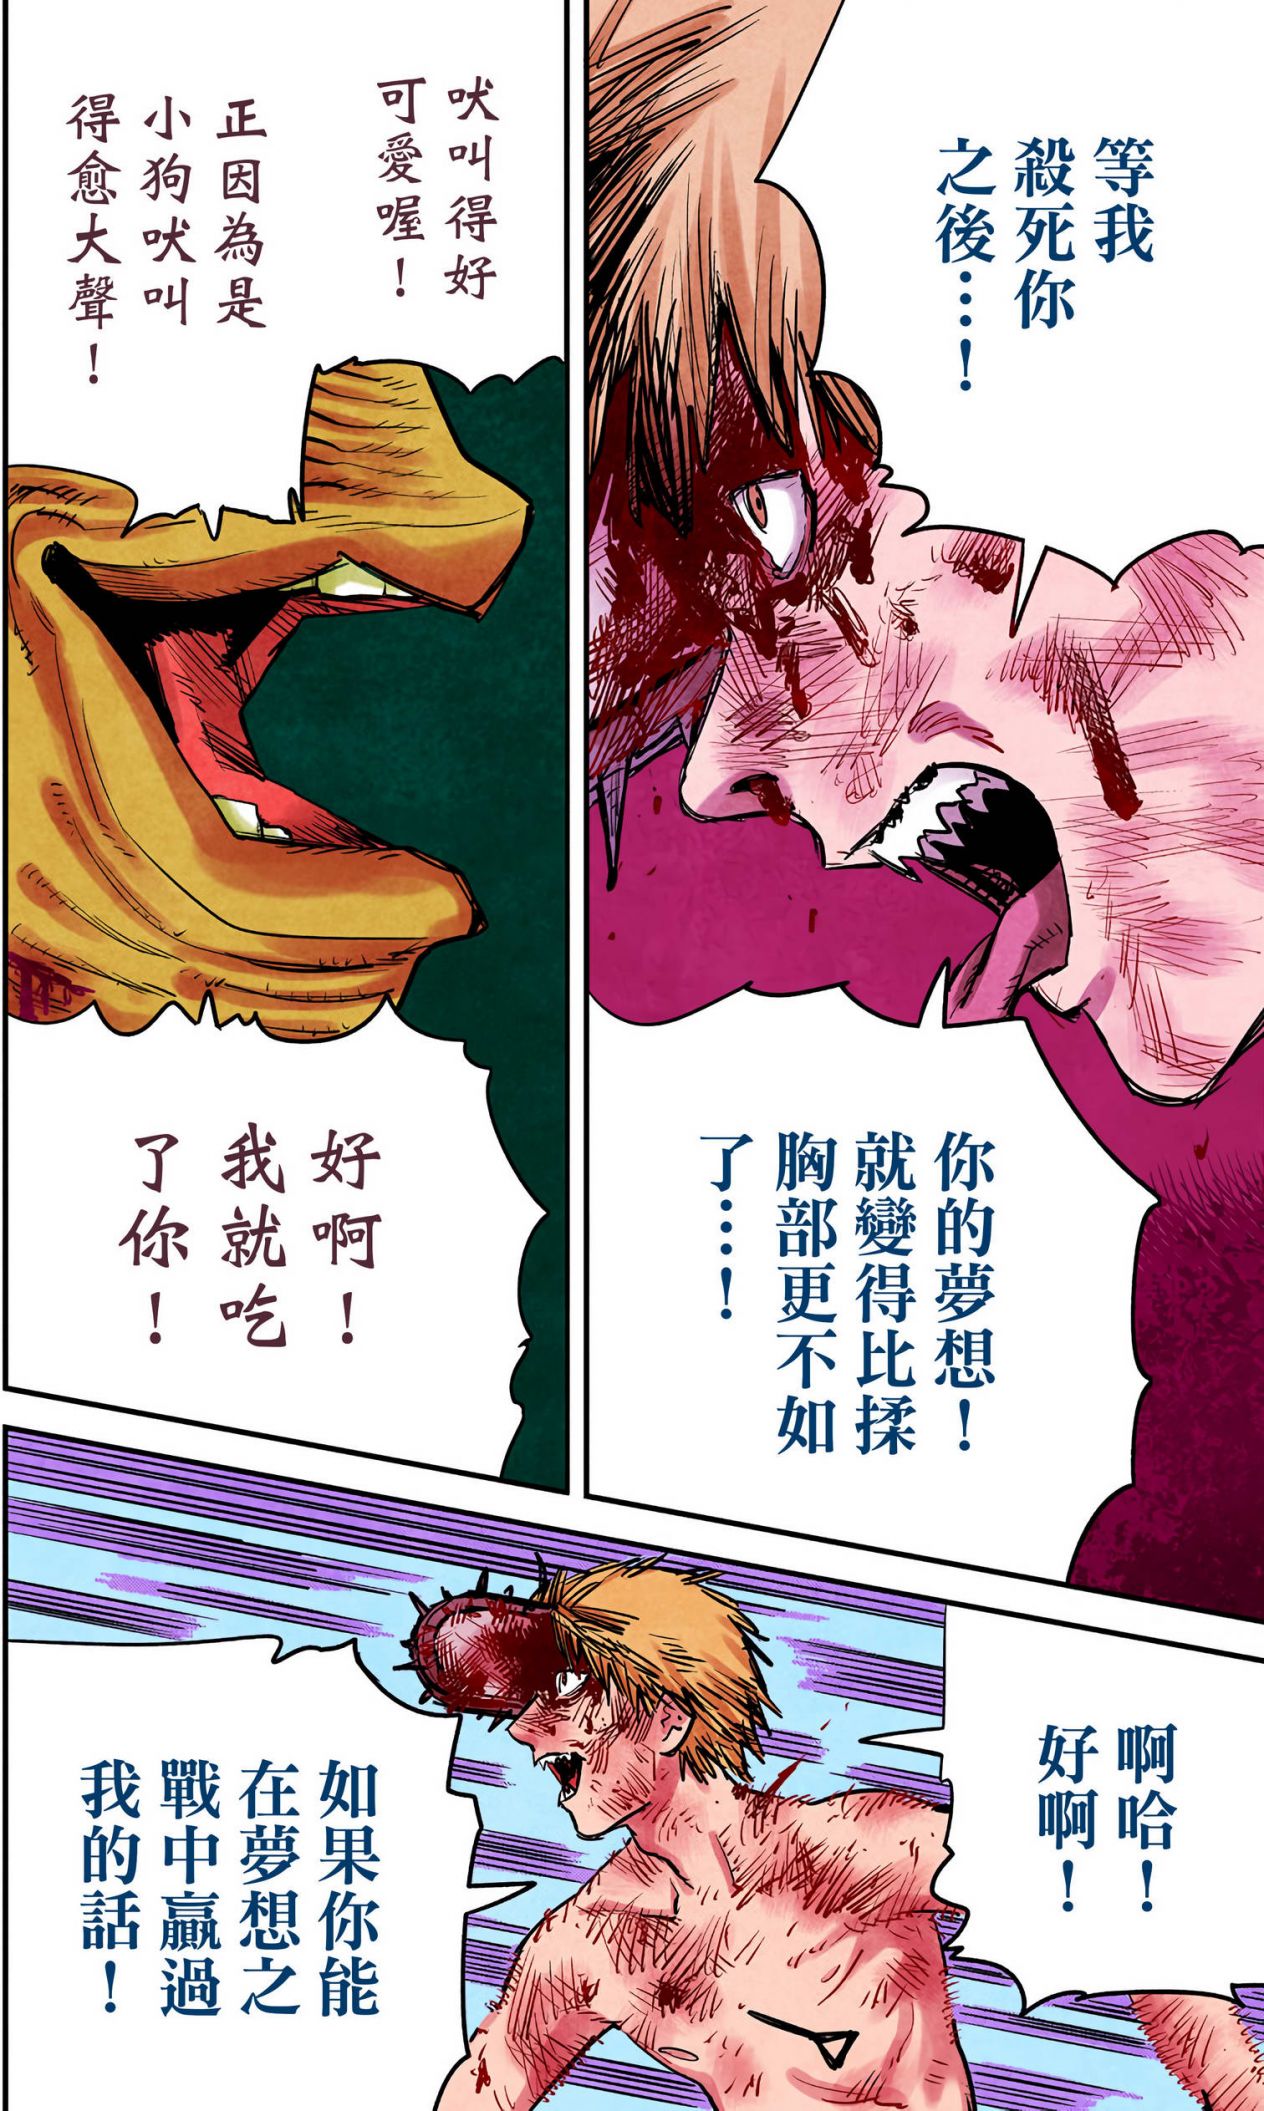 等我
殺死你
之後…！
你的夢想！
就變得比揉
胸部更不如
了…！
吠叫得好
可愛喔！
正因為是
小狗吠叫
得愈大聲！
好啊！
我就吃
了你！
啊哈！
好啊！
如果你能
在夢想之
戰中贏過
我的話！